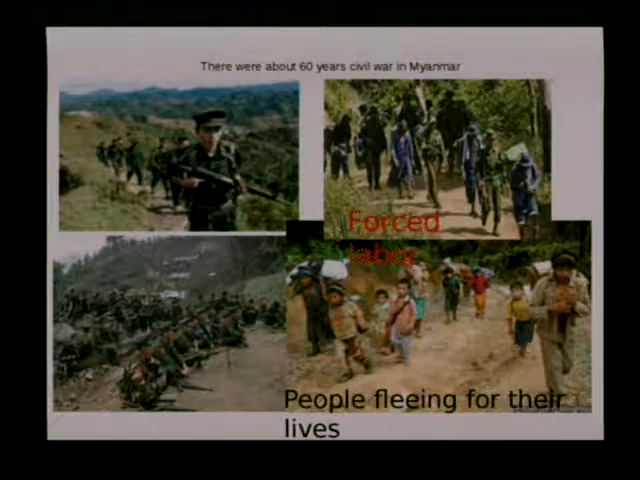 There were about 60 years civil war in Myanmar
Forced
labor
People fleeing for their
lives